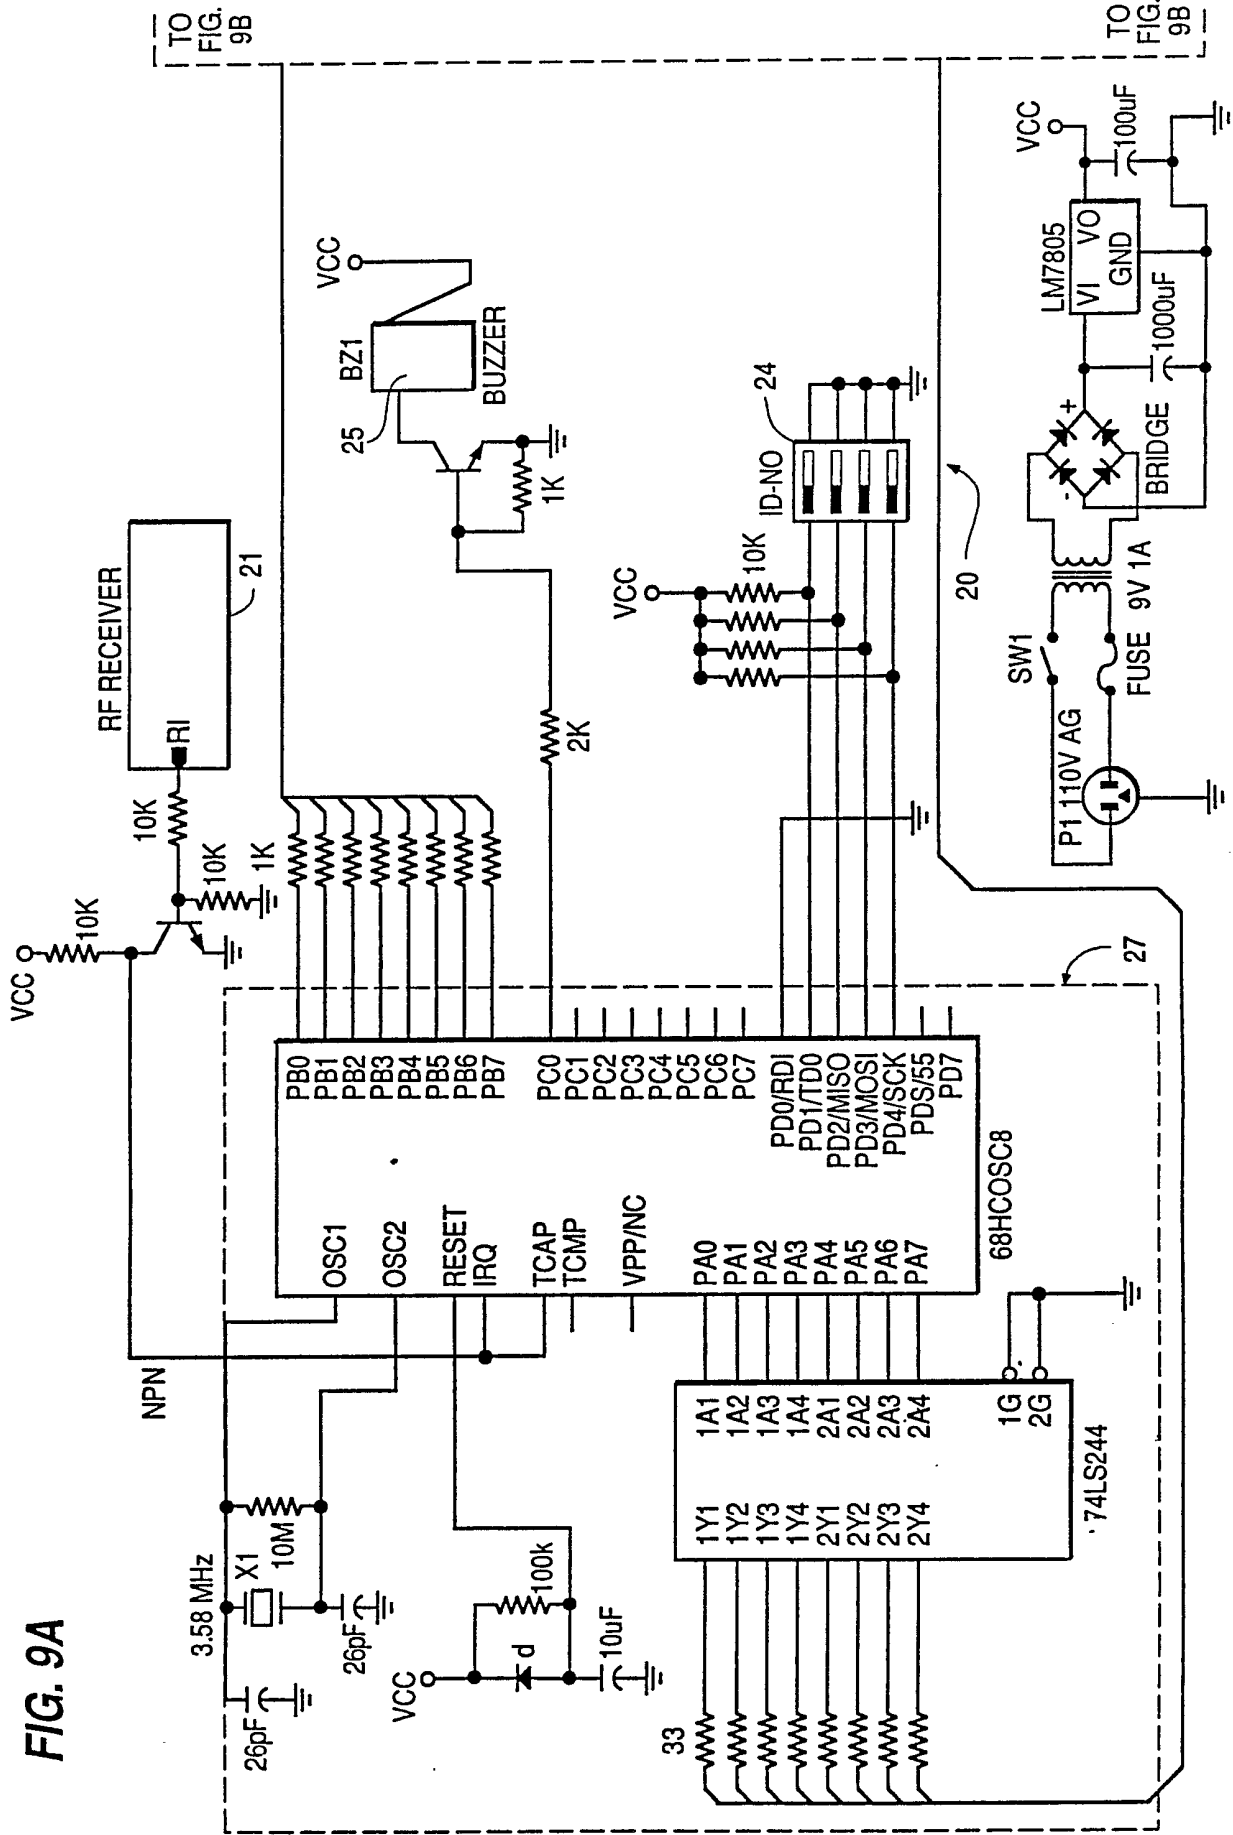 FIG. 9A
3.58 MHz
X1
10M
26pF
26pF
NPN
VCC
10K
10K
10K
1K
RF RECEIVER
RI
21
TO
FIG.
9B
VCC
d
100k
10uF
OSC1
OSC2
RESET
IRQ
TCAP
TCMP
VPP/NC
PA0
PA1
PA2
PA3
PA4
PA5
PA6
PA7
PB0
PB1
PB2
PB3
PB4
PB5
PB6
PB7
PC0
PC1
PC2
PC3
PC4
PC5
PC6
PC7
PD0/RDI
PD1/TD0
PD2/MISO
PD3/MOSI
PD4/SCK
PDS/55
PD7
68HCOSC8
2K
1K
25
BZ1
BUZZER
VCC
VCC
10K
ID-NO
24
33
1Y1
1Y2
1Y3
1Y4
2Y1
2Y2
2Y3
2Y4
1A1
1A2
1A3
1A4
2A1
2A2
2A3
2A4
1G
2G
74LS244
27
20
P1 110V AG
SW1
FUSE
9V 1A
BRIDGE
+
-
1000uF
LM7805
VI
VO
GND
VCC
100uF
TO
FIG.
9B